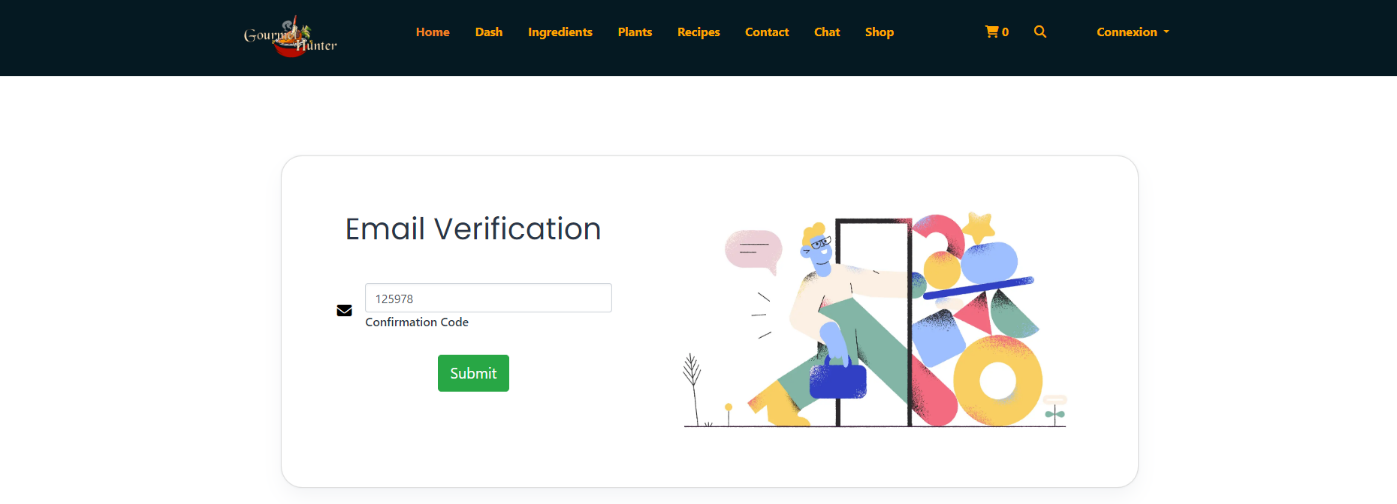 Gourmet Hunter
Home Dash Ingredients Plants Recipes Contact Chat Shop 0 Connexion
Email Verification
125978
Confirmation Code
Submit